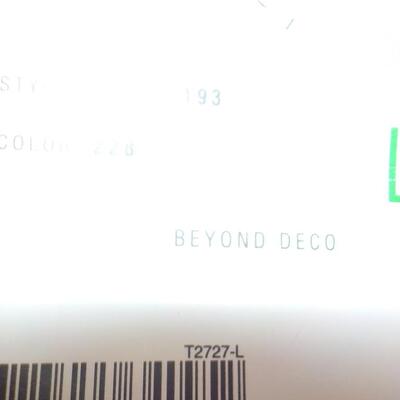 STY 193
COLOR 228
BEYOND DECO
T2727-L